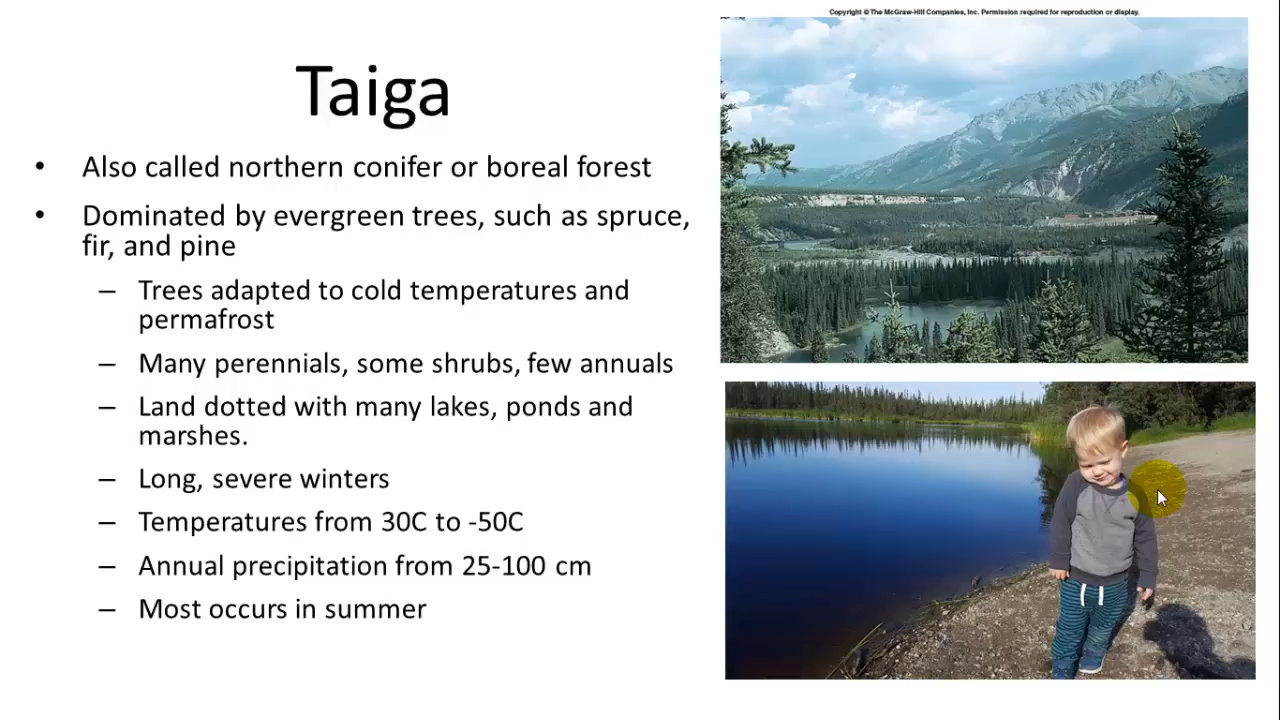 Copyright © The McGraw-Hill Companies, Inc. Permission required for reproduction or display.
Taiga
• Also called northern conifer or boreal forest
• Dominated by evergreen trees, such as spruce,
fir, and pine
– Trees adapted to cold temperatures and
permafrost
– Many perennials, some shrubs, few annuals
– Land dotted with many lakes, ponds and
marshes.
– Long, severe winters
– Temperatures from 30C to -50C
– Annual precipitation from 25-100 cm
– Most occurs in summer